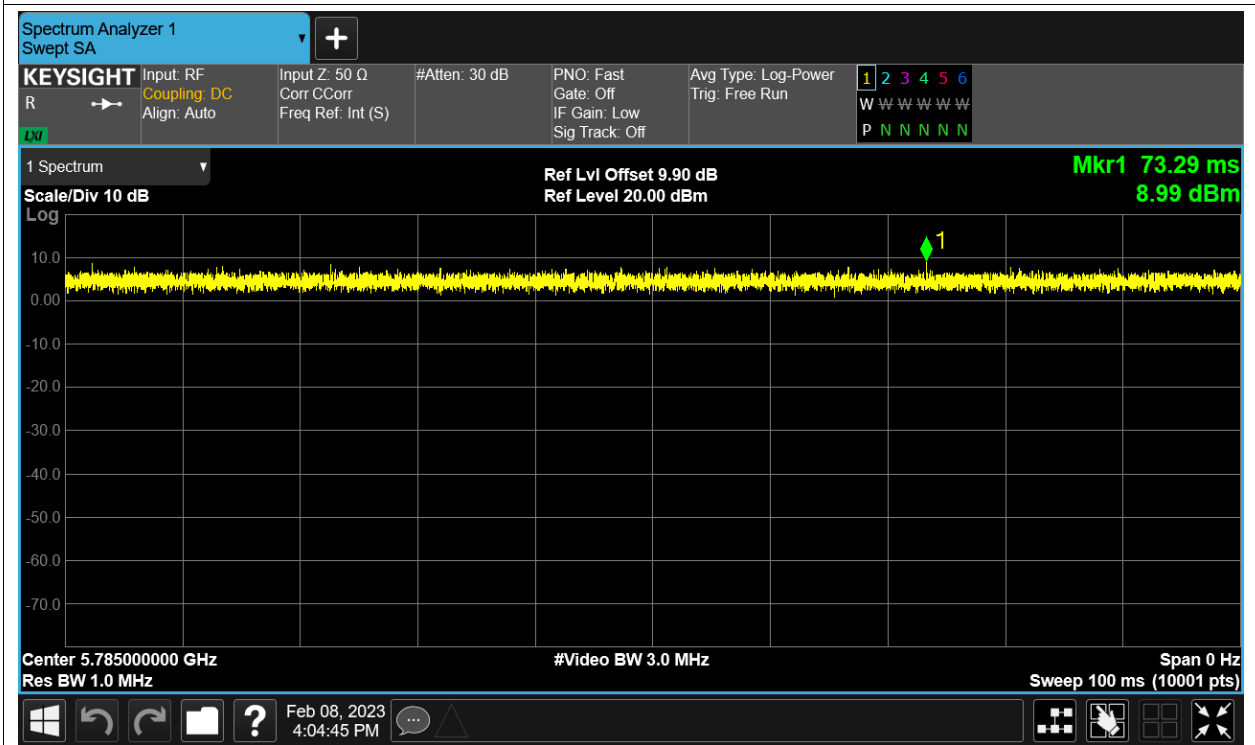 Spectrum Analyzer 1
Swept SA
KEYSIGHT
R
LXI
Input: RF
Coupling: DC
Align: Auto
Input Z: 50 Ω
Corr CCorr
Freq Ref: Int (S)
#Atten: 30 dB
PNO: Fast
Gate: Off
IF Gain: Low
Sig Track: Off
Avg Type: Log-Power
Trig: Free Run
1 2 3 4 5 6
W W W W W W
P N N N N N
1 Spectrum
Scale/Div 10 dB
Log
Ref Lvl Offset 9.90 dB
Ref Level 20.00 dBm
Mkr1 73.29 ms
8.99 dBm
1
10.0
0.00
-10.0
-20.0
-30.0
-40.0
-50.0
-60.0
-70.0
Center 5.785000000 GHz
Res BW 1.0 MHz
#Video BW 3.0 MHz
Span 0 Hz
Sweep 100 ms (10001 pts)
?
Feb 08, 2023
4:04:45 PM